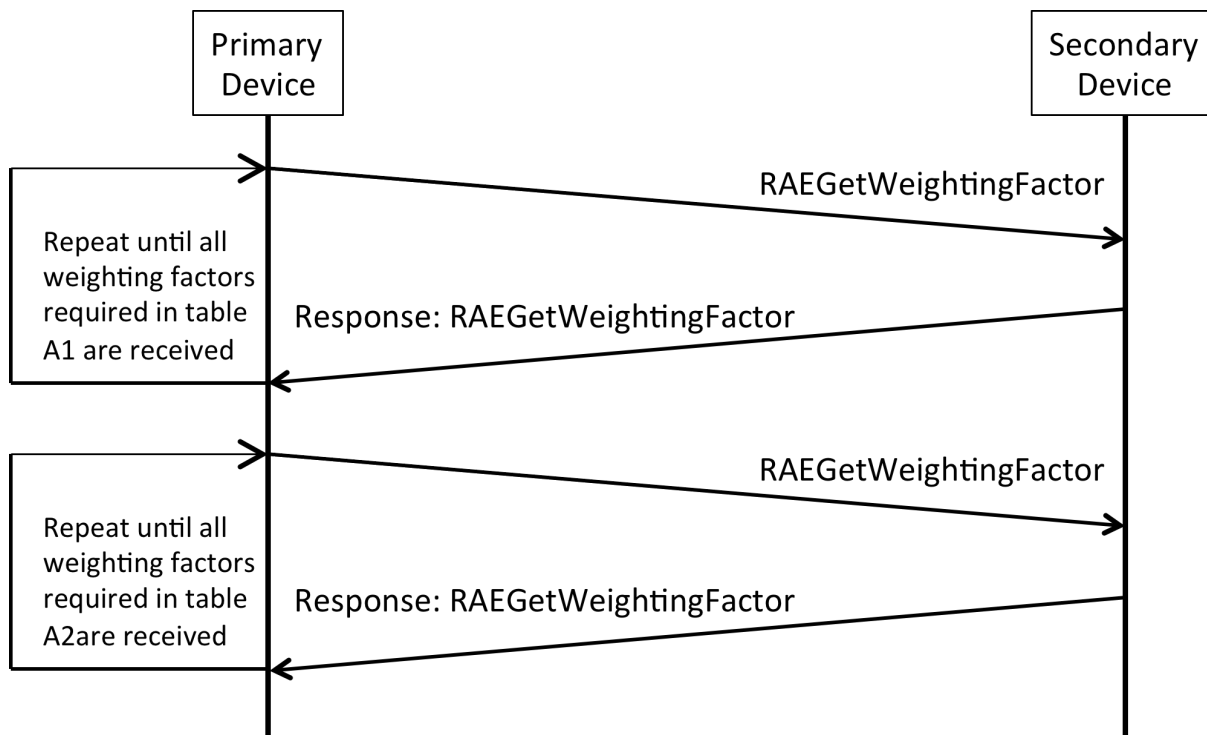 Primary
Device
Secondary
Device
RAEGetWeightingFactor
Repeat until all
weighting factors
required in table
A1 are received
Response: RAEGetWeightingFactor
RAEGetWeightingFactor
Repeat until all
weighting factors
required in table
A2are received
Response: RAEGetWeightingFactor